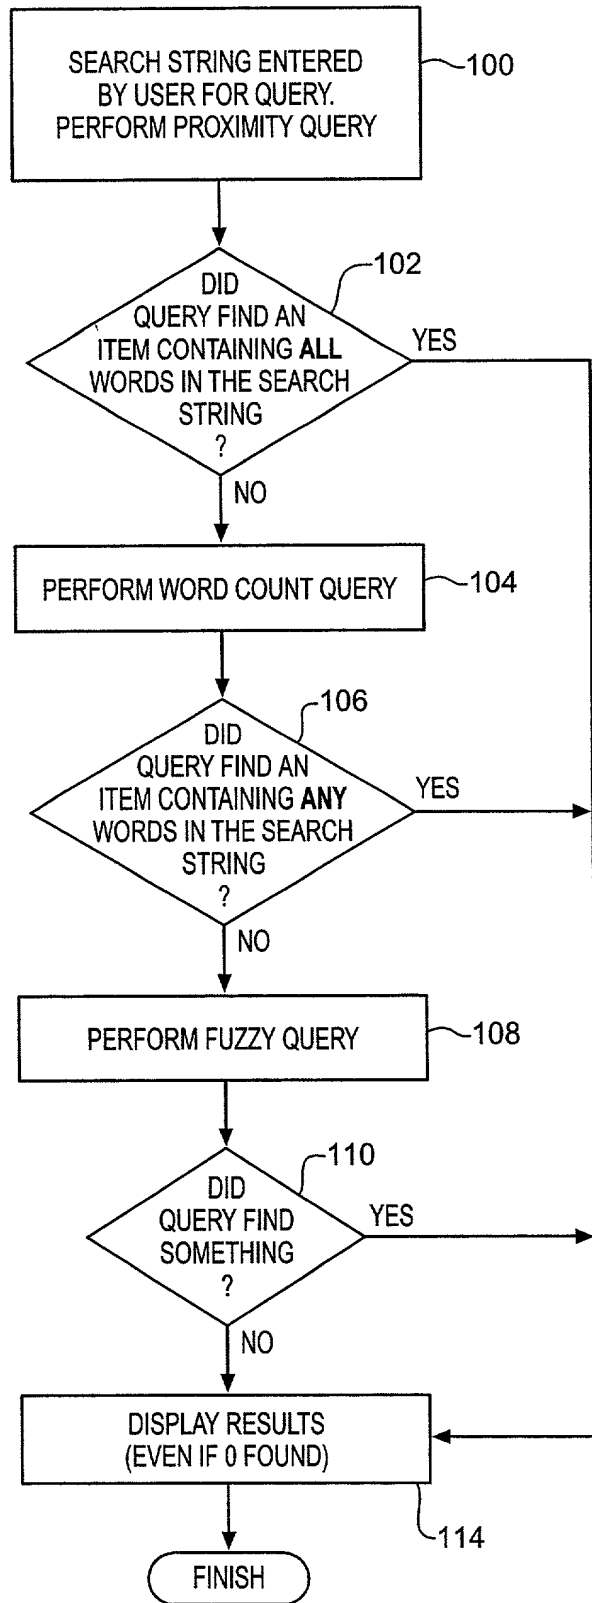 SEARCH STRING ENTERED
BY USER FOR QUERY.
PERFORM PROXIMITY QUERY
100
102
DID
QUERY FIND AN
ITEM CONTAINING ALL
WORDS IN THE SEARCH
STRING
?
YES
NO
PERFORM WORD COUNT QUERY
104
106
DID
QUERY FIND AN
ITEM CONTAINING ANY
WORDS IN THE SEARCH
STRING
?
YES
NO
PERFORM FUZZY QUERY
108
110
DID
QUERY FIND
SOMETHING
?
YES
NO
DISPLAY RESULTS
(EVEN IF 0 FOUND)
114
FINISH